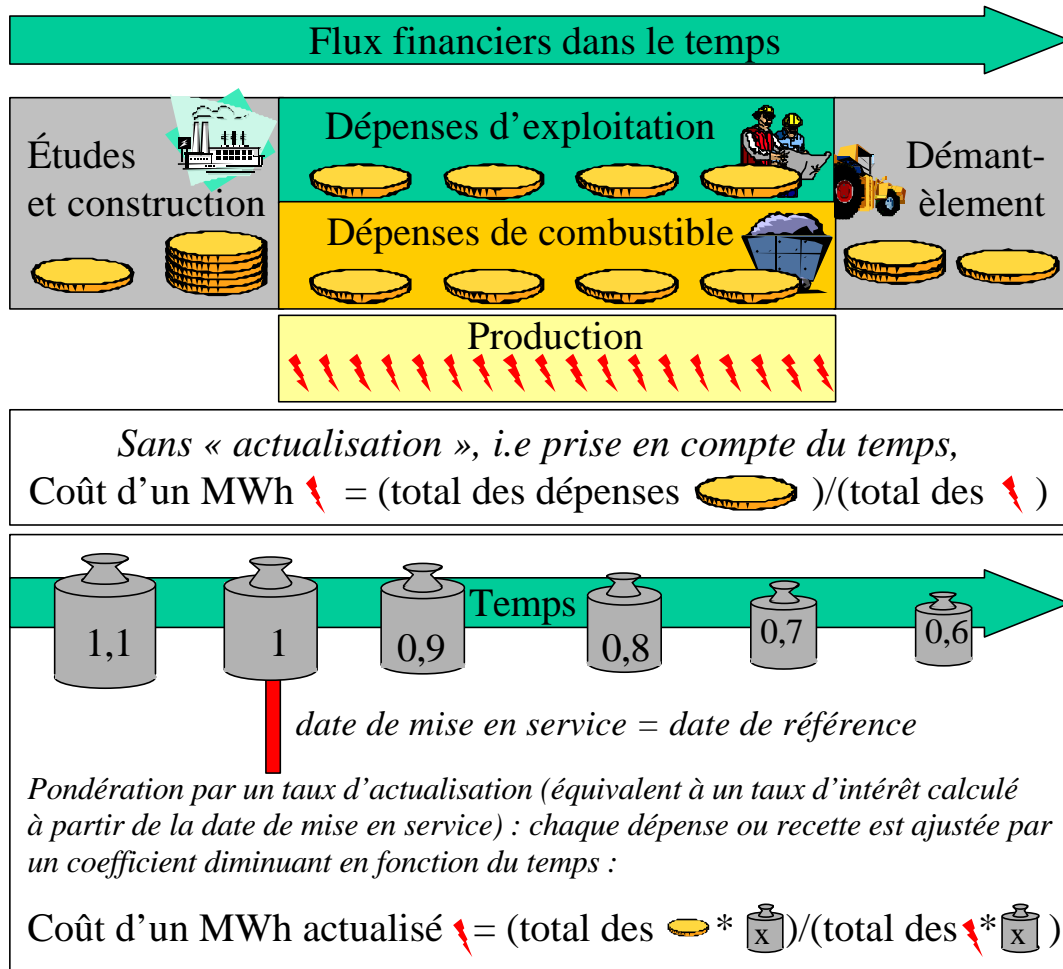 Flux financiers dans le temps
Études
et construction
Dépenses d'exploitation
Dépenses de combustible
Démant-
èlement
Production
Sans « actualisation », i.e prise en compte du temps,
Coût d'un MWh = (total des dépenses )/(total des )
Temps
1,1 1 0,9 0,8 0,7 0,6
date de mise en service = date de référence
Pondération par un taux d'actualisation (équivalent à un taux d'intérêt calculé
à partir de la date de mise en service) : chaque dépense ou recette est ajustée par
un coefficient diminuant en fonction du temps :
Coût d'un MWh actualisé = (total des * x )/(total des * x )